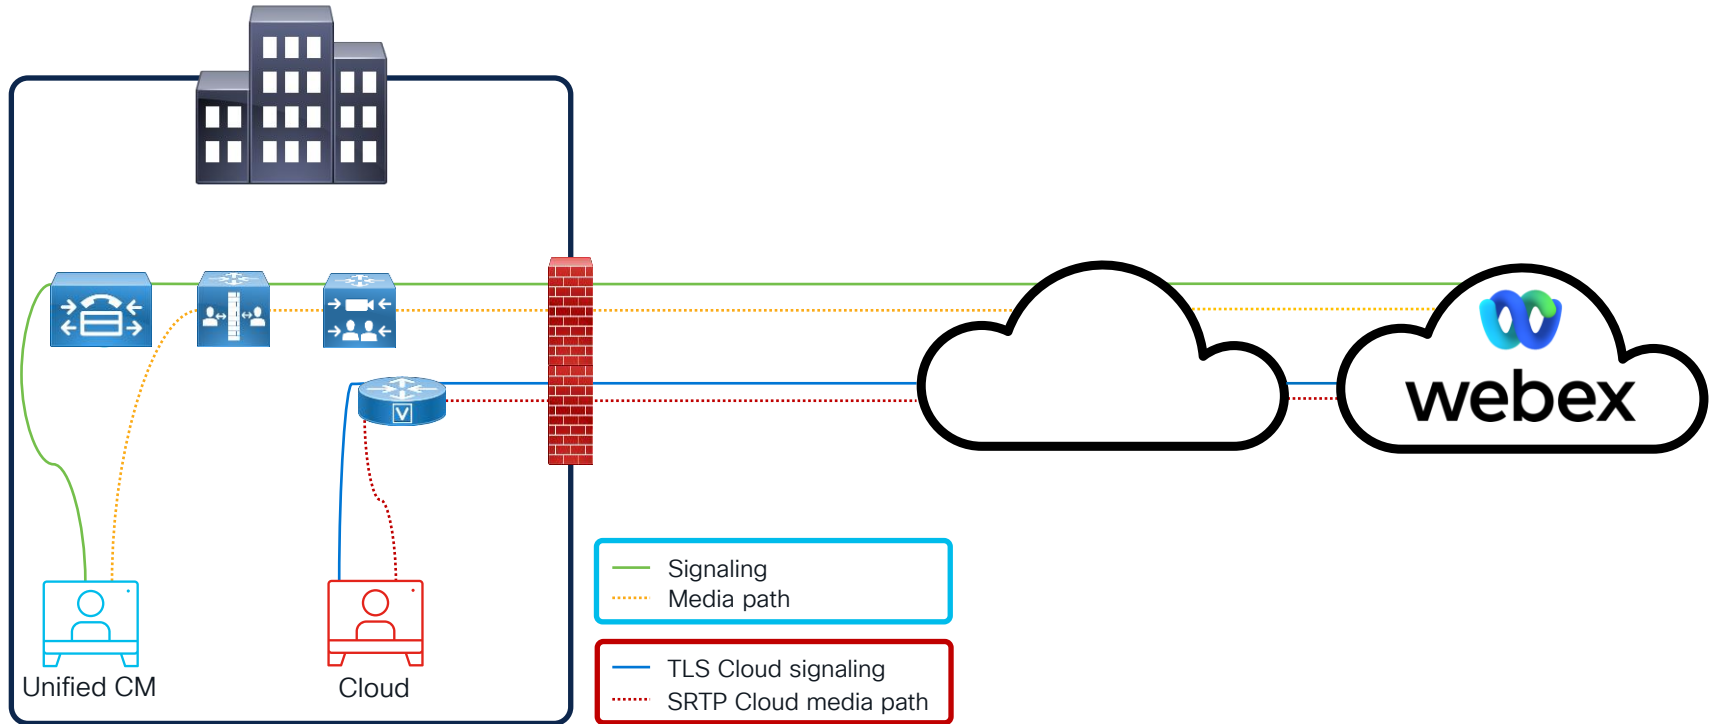 V
webex
Signaling
Media path
TLS Cloud signaling
SRTP Cloud media path
Unified CM
Cloud